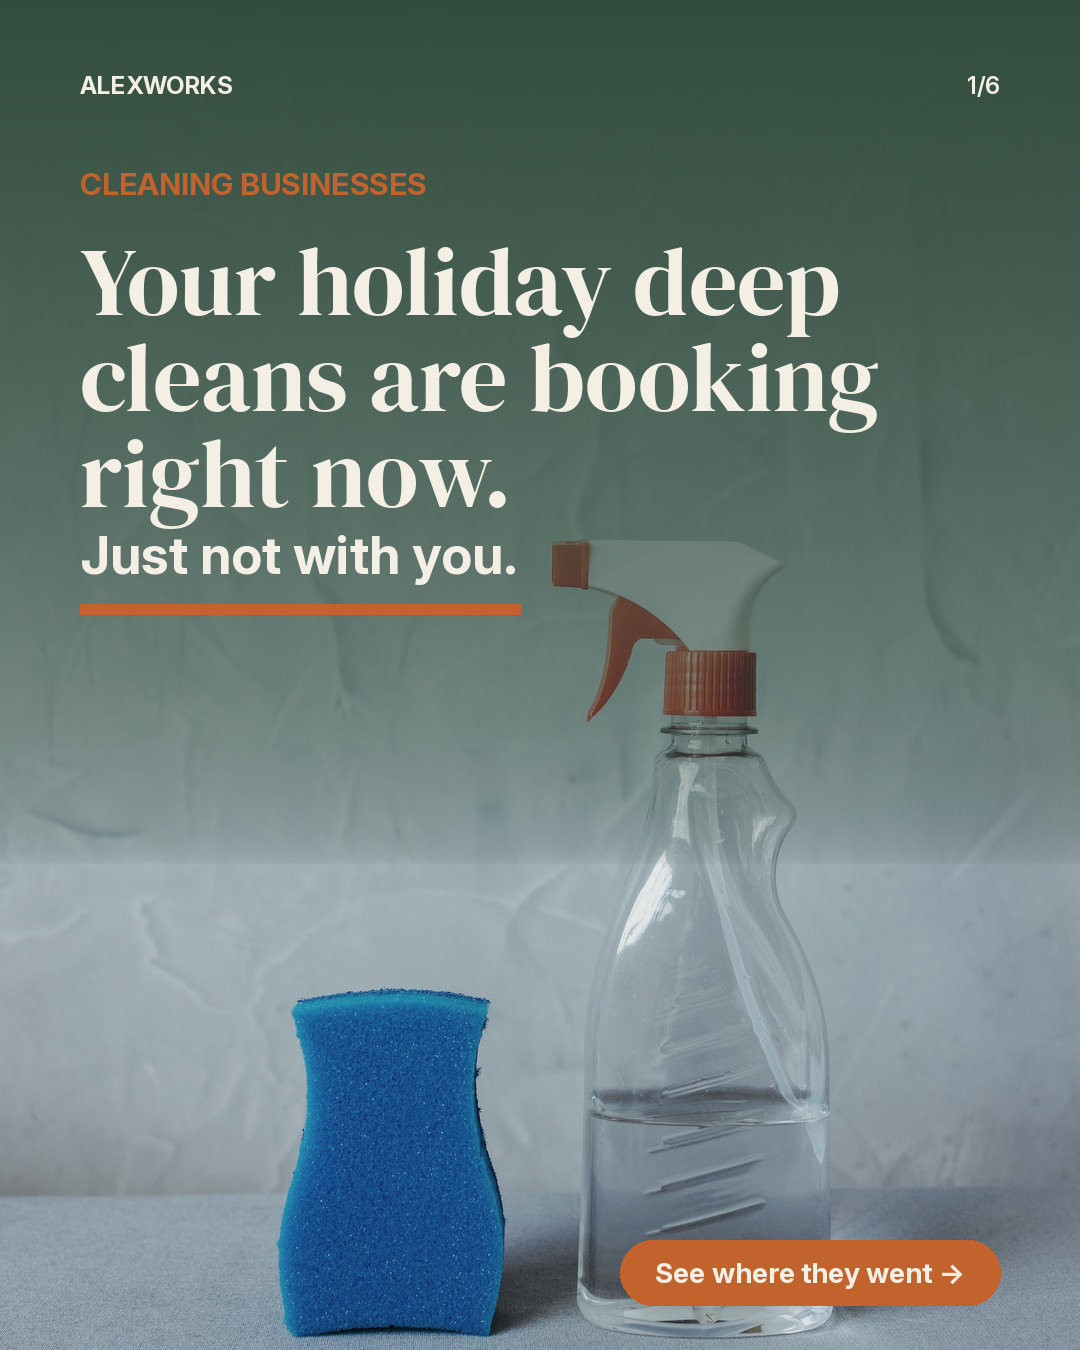 ALEXWORKS
1/6
CLEANING BUSINESSES
Your holiday deep
cleans are booking
right now.
Just not with you.
See where they went →